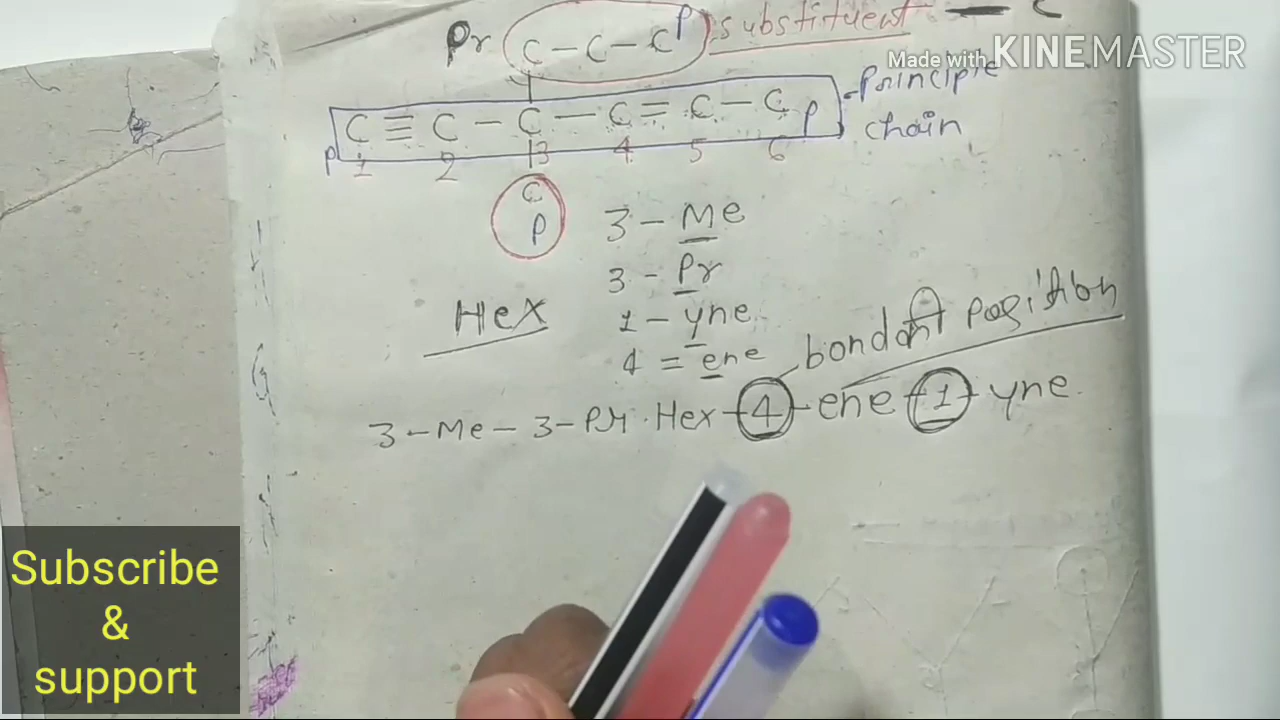 Pr C – C – C P substituent — C
Made with KINEMASTER
P C ≡ C – C – C = C – C P Principle
chain
1 2 3 4 5 6
C
P
3 – Me
3 – Pr
Hex 1 – yne
4 = ene bond position
3 – Me – 3 – Pr . Hex – 4 – ene – 1 – yne.
Subscribe
&
support